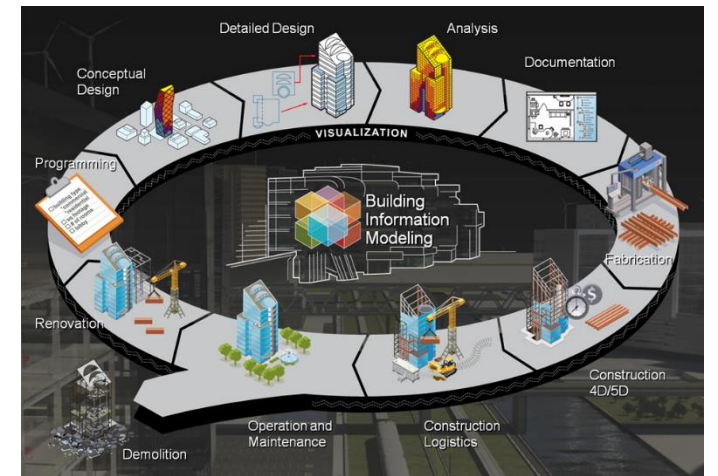 Detailed Design
Analysis
Conceptual
Design
Documentation
VISUALIZATION
Programming
Building
Information
Modeling
Fabrication
Renovation
Construction
4D/5D
Operation and
Maintenance
Construction
Logistics
Demolition